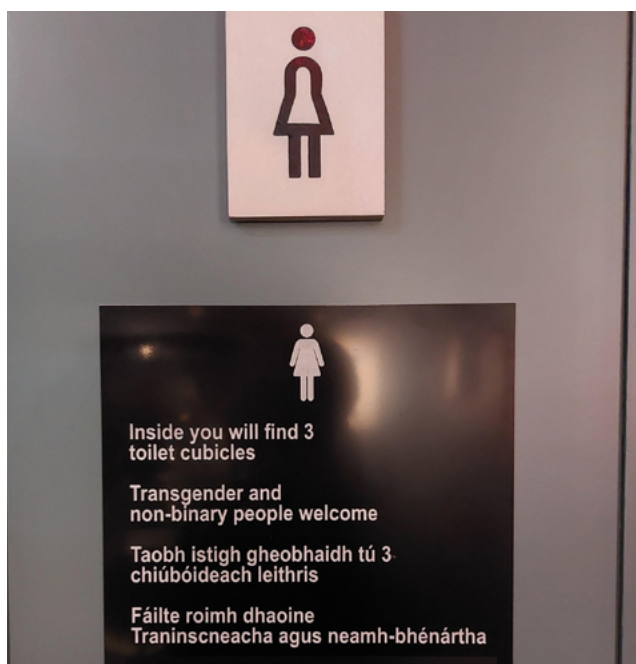 Inside you will find 3
toilet cubicles
Transgender and
non-binary people welcome
Taobh istigh gheobhaidh tú 3
chiúbóideach leithris
Fáilte roimh dhaoine
Traninscneacha agus neamh-bhénártha